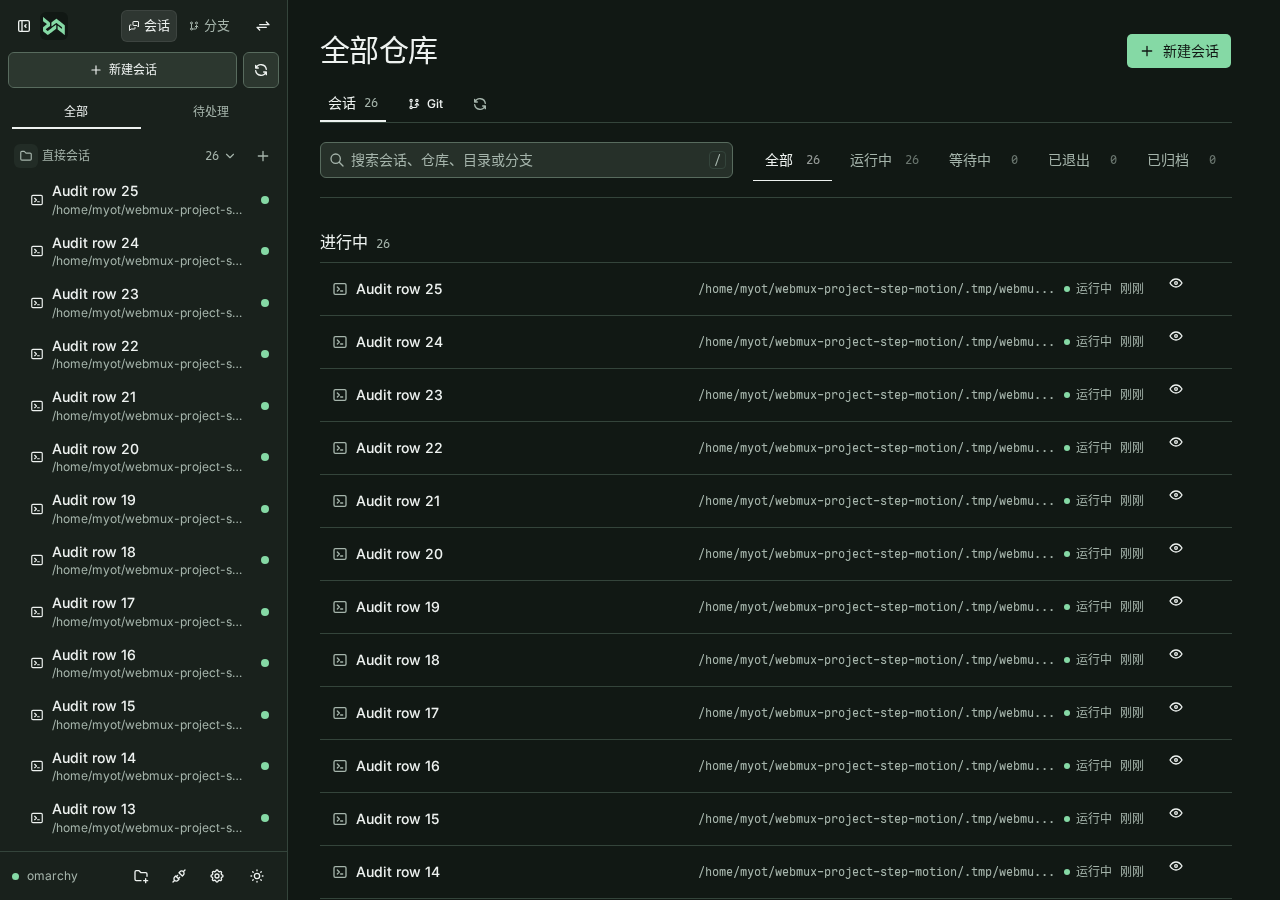 会话
分支
新建会话
全部
待处理
直接会话 26
Audit row 25
/home/myot/webmux-project-s...
Audit row 24
/home/myot/webmux-project-s...
Audit row 23
/home/myot/webmux-project-s...
Audit row 22
/home/myot/webmux-project-s...
Audit row 21
/home/myot/webmux-project-s...
Audit row 20
/home/myot/webmux-project-s...
Audit row 19
/home/myot/webmux-project-s...
Audit row 18
/home/myot/webmux-project-s...
Audit row 17
/home/myot/webmux-project-s...
Audit row 16
/home/myot/webmux-project-s...
Audit row 15
/home/myot/webmux-project-s...
Audit row 14
/home/myot/webmux-project-s...
Audit row 13
/home/myot/webmux-project-s...
omarchy
全部仓库
新建会话
会话 26
Git
搜索会话、仓库、目录或分支 /
全部 26
运行中 26
等待中 0
已退出 0
已归档 0
进行中 26
Audit row 25 /home/myot/webmux-project-step-motion/.tmp/webmu... 运行中 刚刚
Audit row 24 /home/myot/webmux-project-step-motion/.tmp/webmu... 运行中 刚刚
Audit row 23 /home/myot/webmux-project-step-motion/.tmp/webmu... 运行中 刚刚
Audit row 22 /home/myot/webmux-project-step-motion/.tmp/webmu... 运行中 刚刚
Audit row 21 /home/myot/webmux-project-step-motion/.tmp/webmu... 运行中 刚刚
Audit row 20 /home/myot/webmux-project-step-motion/.tmp/webmu... 运行中 刚刚
Audit row 19 /home/myot/webmux-project-step-motion/.tmp/webmu... 运行中 刚刚
Audit row 18 /home/myot/webmux-project-step-motion/.tmp/webmu... 运行中 刚刚
Audit row 17 /home/myot/webmux-project-step-motion/.tmp/webmu... 运行中 刚刚
Audit row 16 /home/myot/webmux-project-step-motion/.tmp/webmu... 运行中 刚刚
Audit row 15 /home/myot/webmux-project-step-motion/.tmp/webmu... 运行中 刚刚
Audit row 14 /home/myot/webmux-project-step-motion/.tmp/webmu... 运行中 刚刚